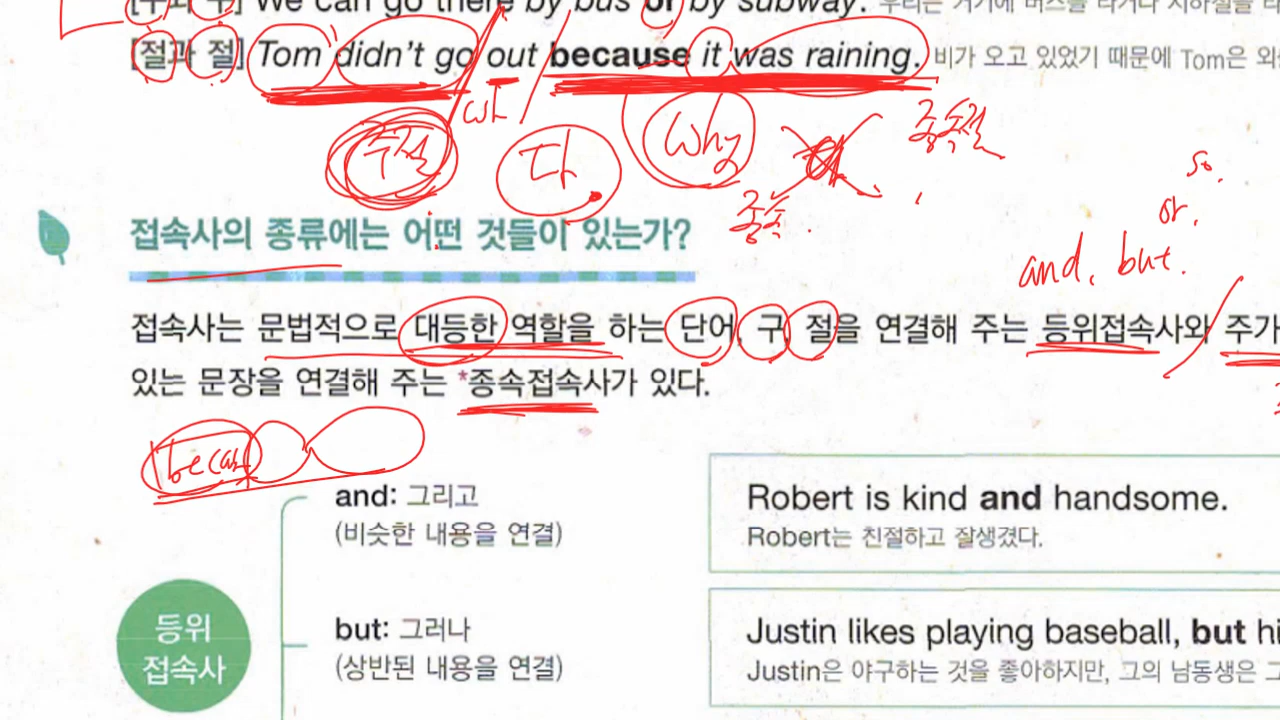 We can go there by bus or by subway. 우리는 거기에 버스를 타거나 지하철을
[절과 절] Tom didn't go out because it was raining. 비가 오고 있었기 때문에 Tom은
wh
주절
다
why
종속절
종속
so.
or.
and, but.
접속사의 종류에는 어떤 것들이 있는가?
접속사는 문법적으로 대등한 역할을 하는 단어, 구, 절을 연결해 주는 등위접속사와 주가
있는 문장을 연결해 주는 *종속접속사가 있다.
and: 그리고
(비슷한 내용을 연결)
Robert is kind and handsome.
Robert는 친절하고 잘생겼다.
등위
접속사
but: 그러나
(상반된 내용을 연결)
Justin likes playing baseball, but hi
Justin은 야구하는 것을 좋아하지만, 그의 남동생은 그